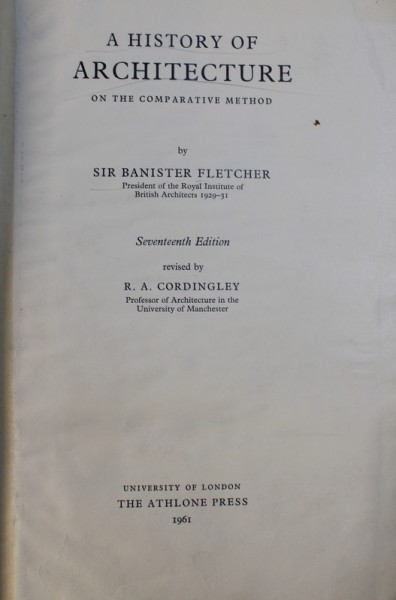 A HISTORY OF
ARCHITECTURE
ON THE COMPARATIVE METHOD
by
SIR BANISTER FLETCHER
President of the Royal Institute of
British Architects 1929-31
Seventeenth Edition
revised by
R. A. CORDINGLEY
Professor of Architecture in the
University of Manchester
UNIVERSITY OF LONDON
THE ATHLONE PRESS
1961